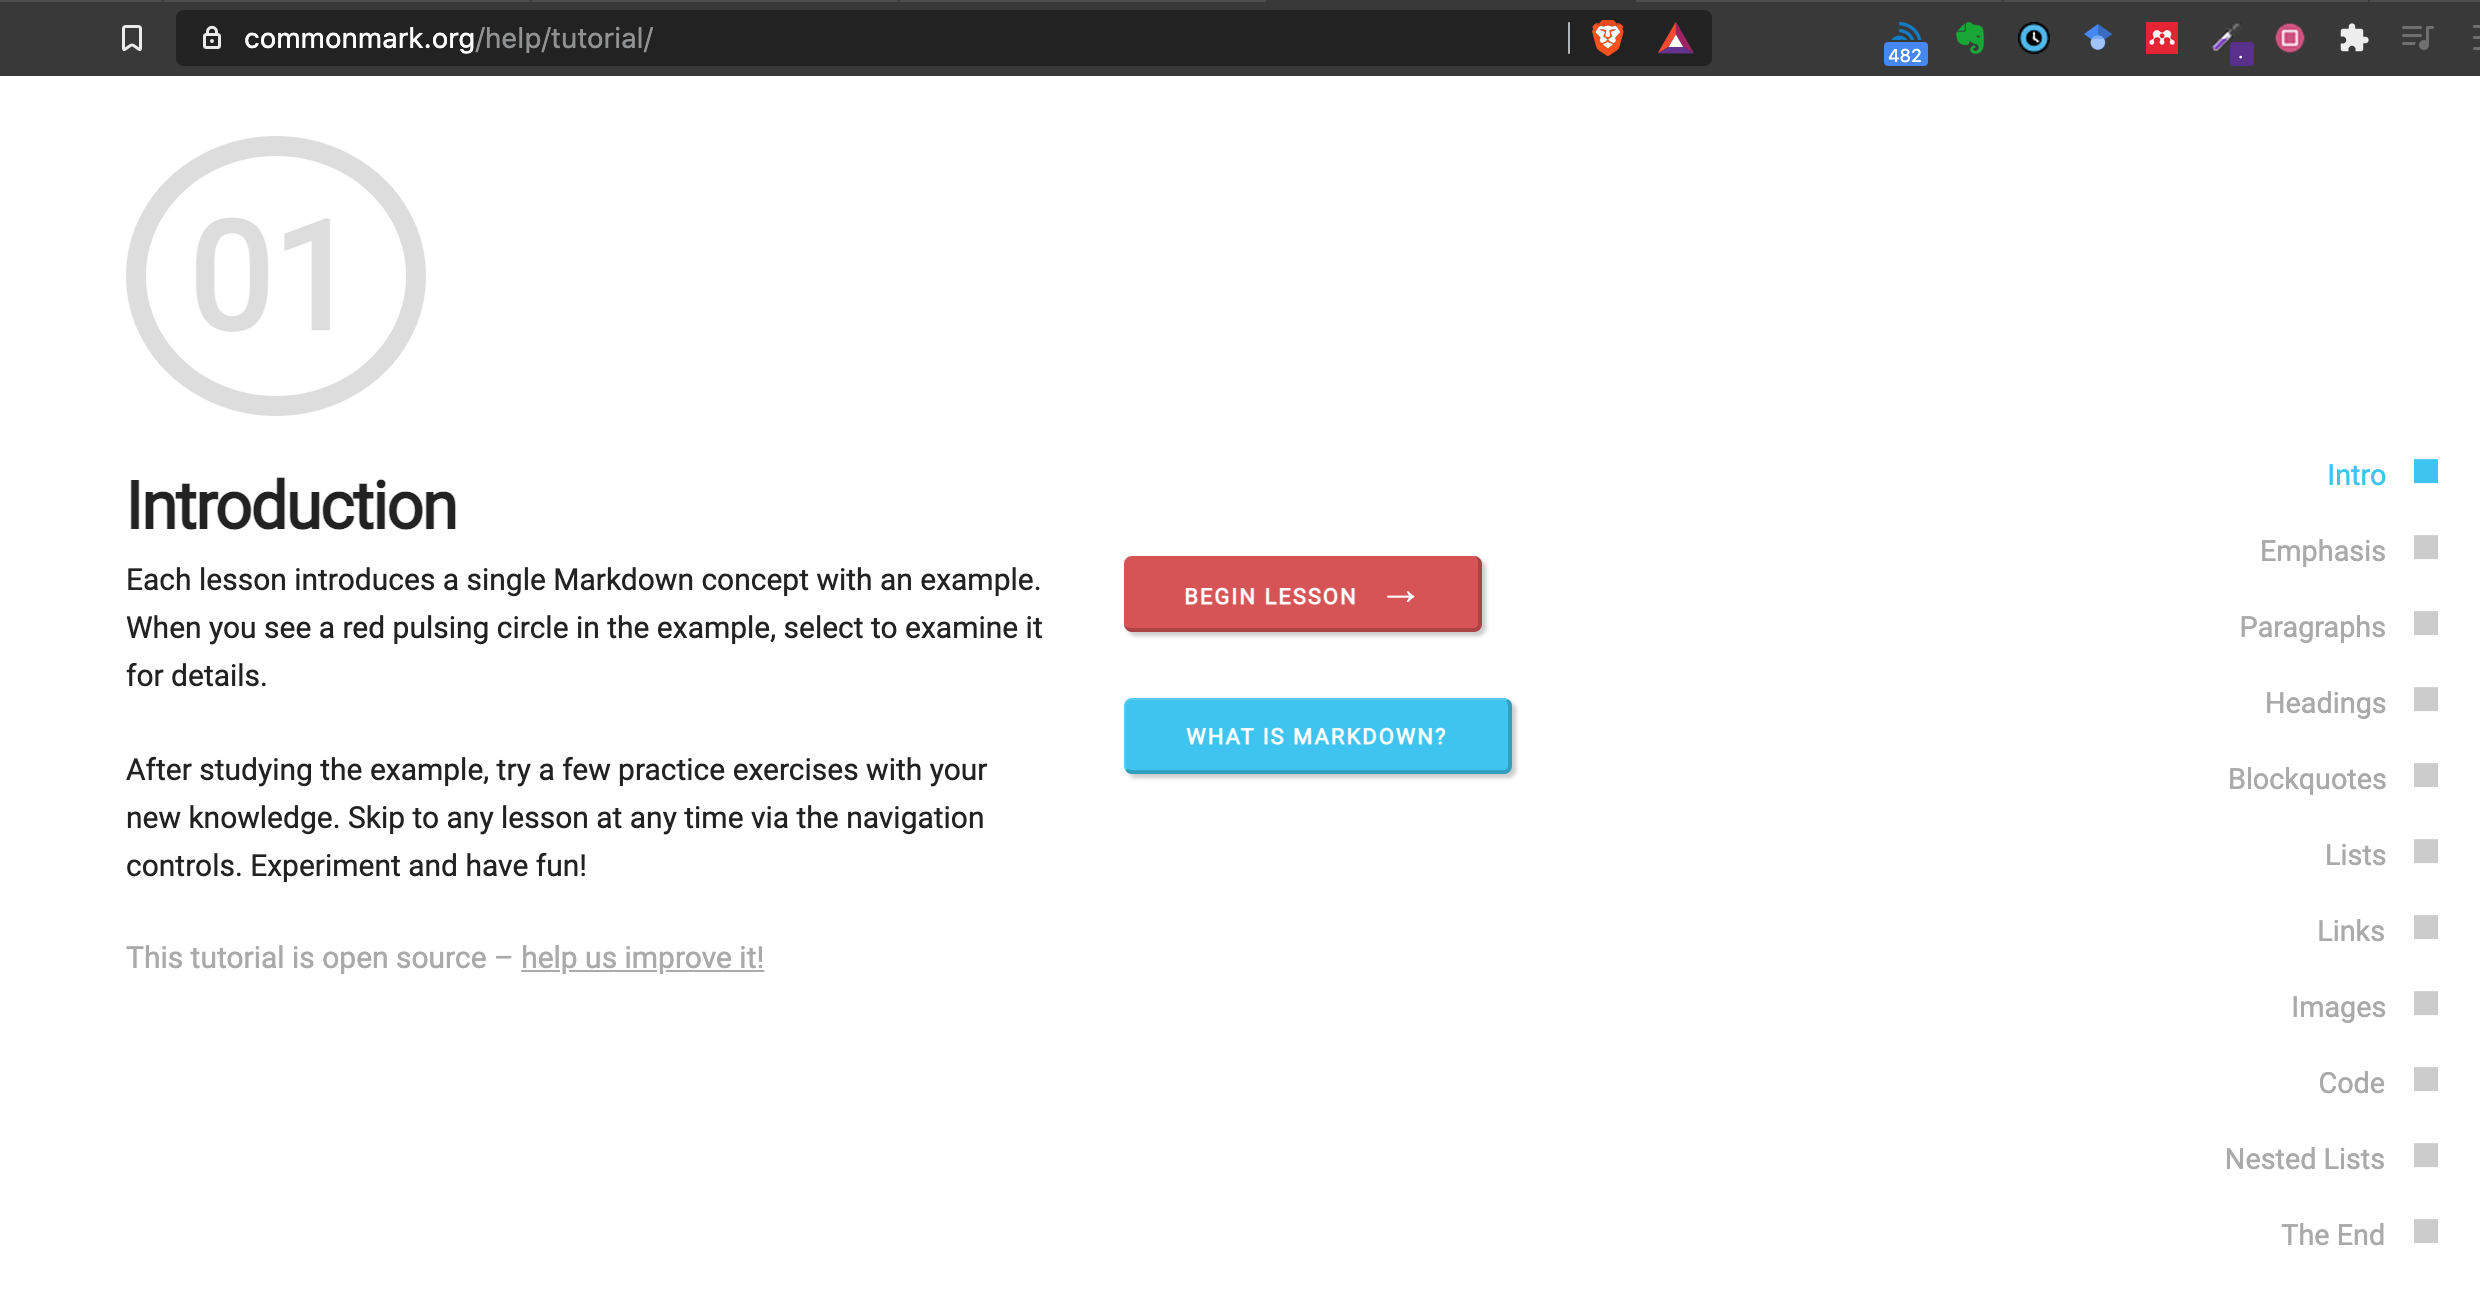 commonmark.org/help/tutorial/
482
01
Introduction
Each lesson introduces a single Markdown concept with an example.
When you see a red pulsing circle in the example, select to examine it
for details.
After studying the example, try a few practice exercises with your
new knowledge. Skip to any lesson at any time via the navigation
controls. Experiment and have fun!
This tutorial is open source – help us improve it!
BEGIN LESSON →
WHAT IS MARKDOWN?
Intro
Emphasis
Paragraphs
Headings
Blockquotes
Lists
Links
Images
Code
Nested Lists
The End